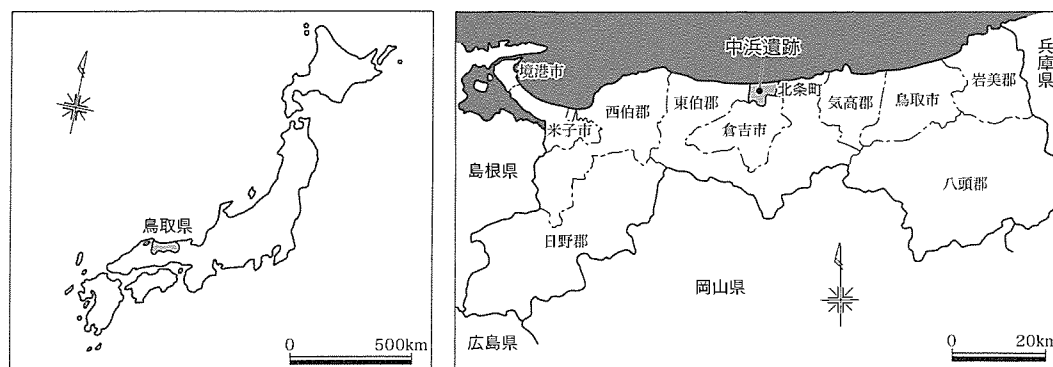 鳥取県
0
500km
中浜遺跡
境港市
北条町
兵庫県
岩美郡
鳥取市
気高郡
東伯郡
西伯郡
倉吉市
米子市
島根県
八頭郡
日野郡
岡山県
広島県
0
20km